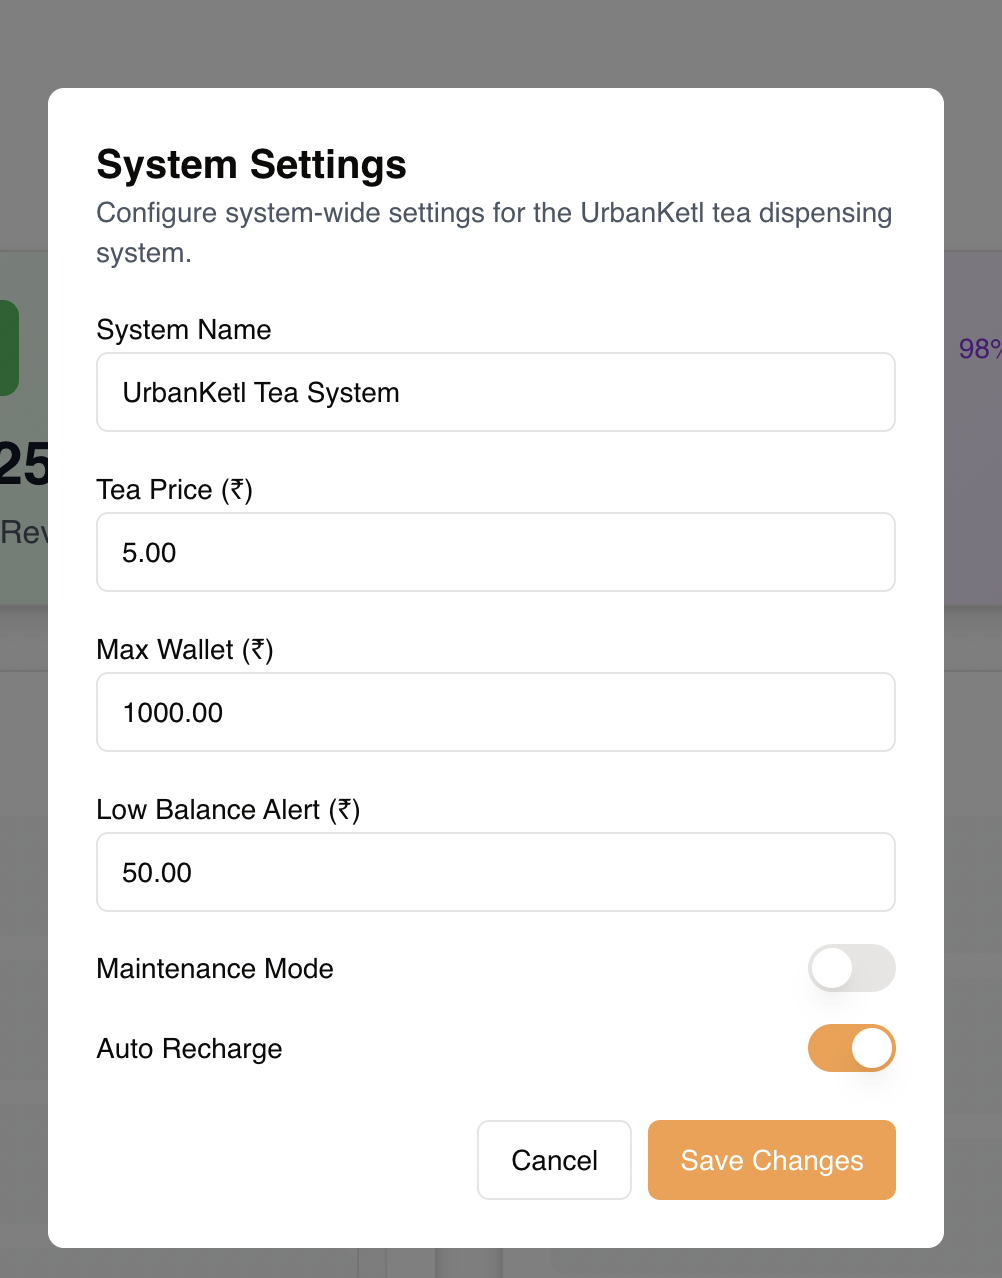 System Settings
Configure system-wide settings for the UrbanKetl tea dispensing
system.
System Name
98%
UrbanKetl Tea System
25
Tea Price (₹)
Rev
5.00
Max Wallet (₹)
1000.00
Low Balance Alert (₹)
50.00
Maintenance Mode
Auto Recharge
Cancel
Save Changes